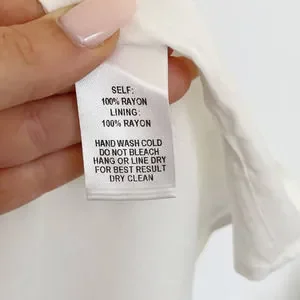 SELF:
100% RAYON
LINING:
100% RAYON
HAND WASH COLD
DO NOT BLEACH
HANG OR LINE DRY
FOR BEST RESULT
DRY CLEAN